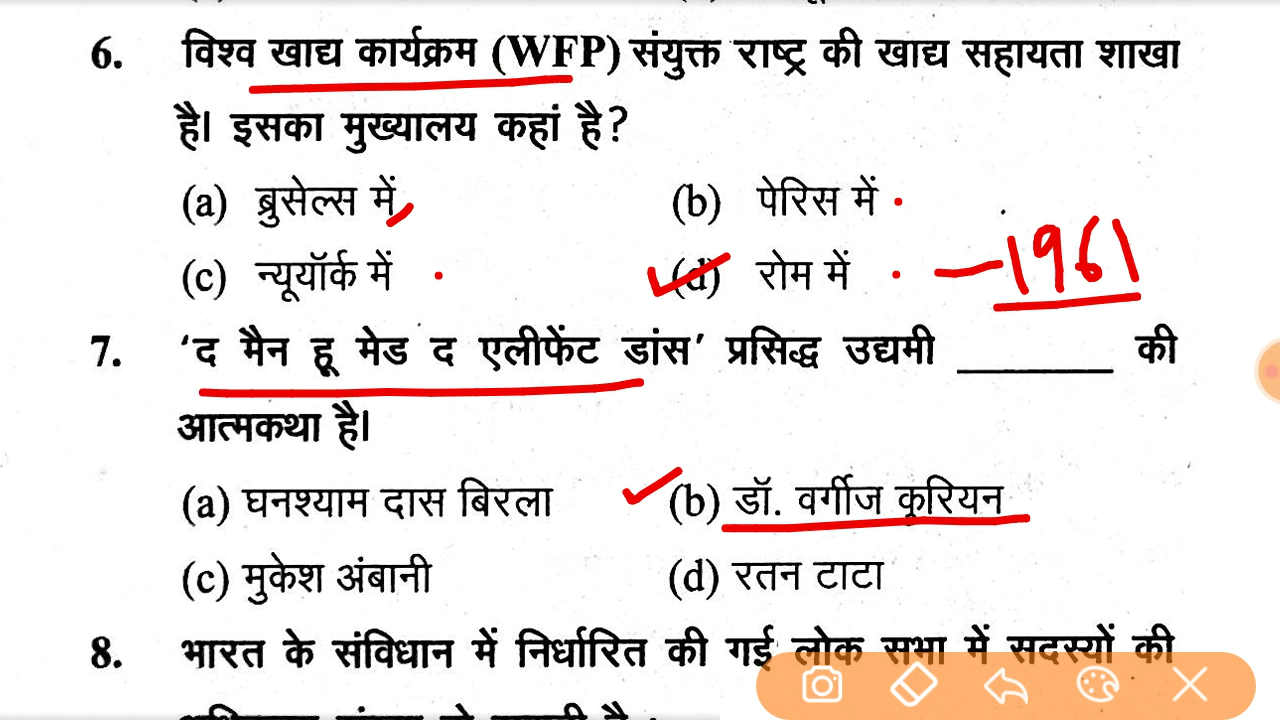 6. विश्व खाद्य कार्यक्रम (WFP) संयुक्त राष्ट्र की खाद्य सहायता शाखा
है। इसका मुख्यालय कहां है?
(a) ब्रुसेल्स में (b) पेरिस में
(c) न्यूयॉर्क में (d) रोम में -1961
7. 'द मैन हू मेड द एलीफेंट डांस' प्रसिद्ध उद्यमी ________ की
आत्मकथा है।
(a) घनश्याम दास बिरला (b) डॉ. वर्गीज कुरियन
(c) मुकेश अंबानी (d) रतन टाटा
8. भारत के संविधान में निर्धारित की गई लोक सभा में सदस्यों की